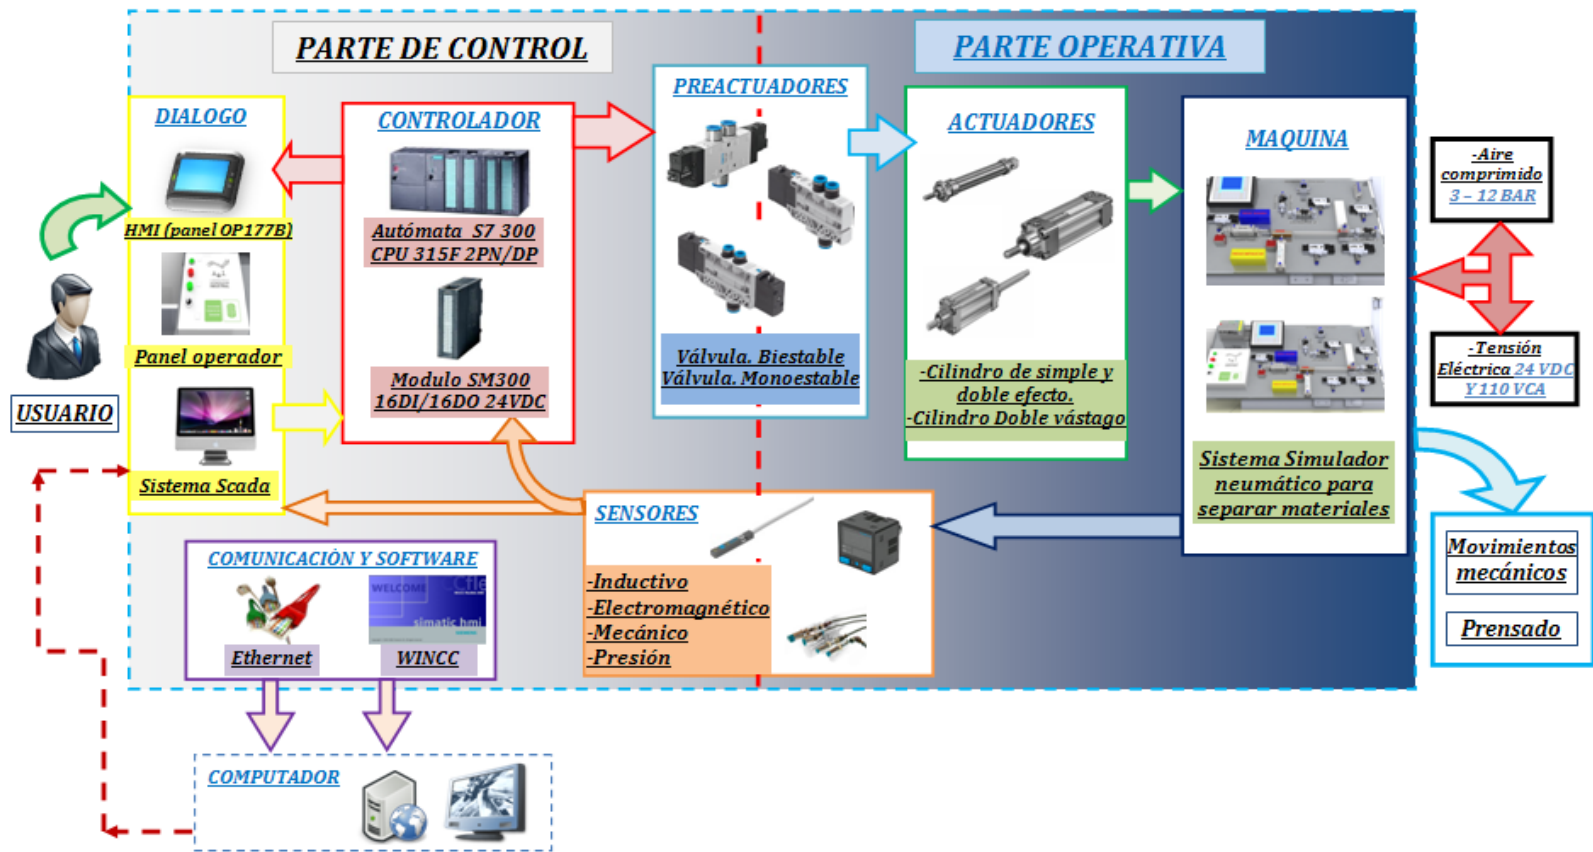 PARTE DE CONTROL
PARTE OPERATIVA
DIALOGO
HMI (panel OP177B)
Panel operador
Sistema Scada
USUARIO
CONTROLADOR
Autómata S7 300
CPU 315F 2PN/DP
Modulo SM300
16DI/16DO 24VDC
PREACTUADORES
Válvula. Biestable
Válvula. Monoestable
ACTUADORES
-Cilindro de simple y
doble efecto.
-Cilindro Doble vástago
MAQUINA
Sistema Simulador
neumático para
separar materiales
-Aire
comprimido
3 – 12 BAR
-Tensión
Eléctrica 24 VDC
Y 110 VCA
Movimientos
mecánicos
Prensado
SENSORES
-Inductivo
-Electromagnético
-Mecánico
-Presión
COMUNICACIÓN Y SOFTWARE
WELCOME
simatic hmi
Ethernet
WINCC
COMPUTADOR